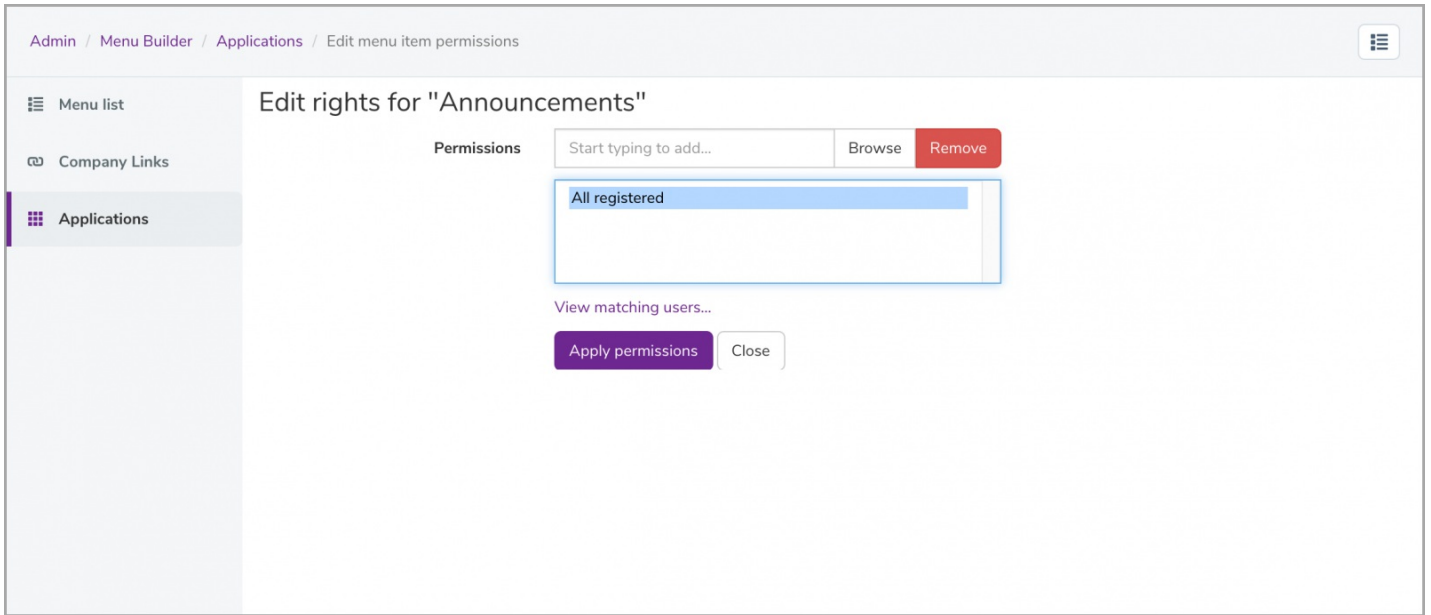 Admin / Menu Builder / Applications / Edit menu item permissions
Menu list
Company Links
Applications
Edit rights for "Announcements"
Permissions Start typing to add... Browse Remove
All registered
View matching users...
Apply permissions Close